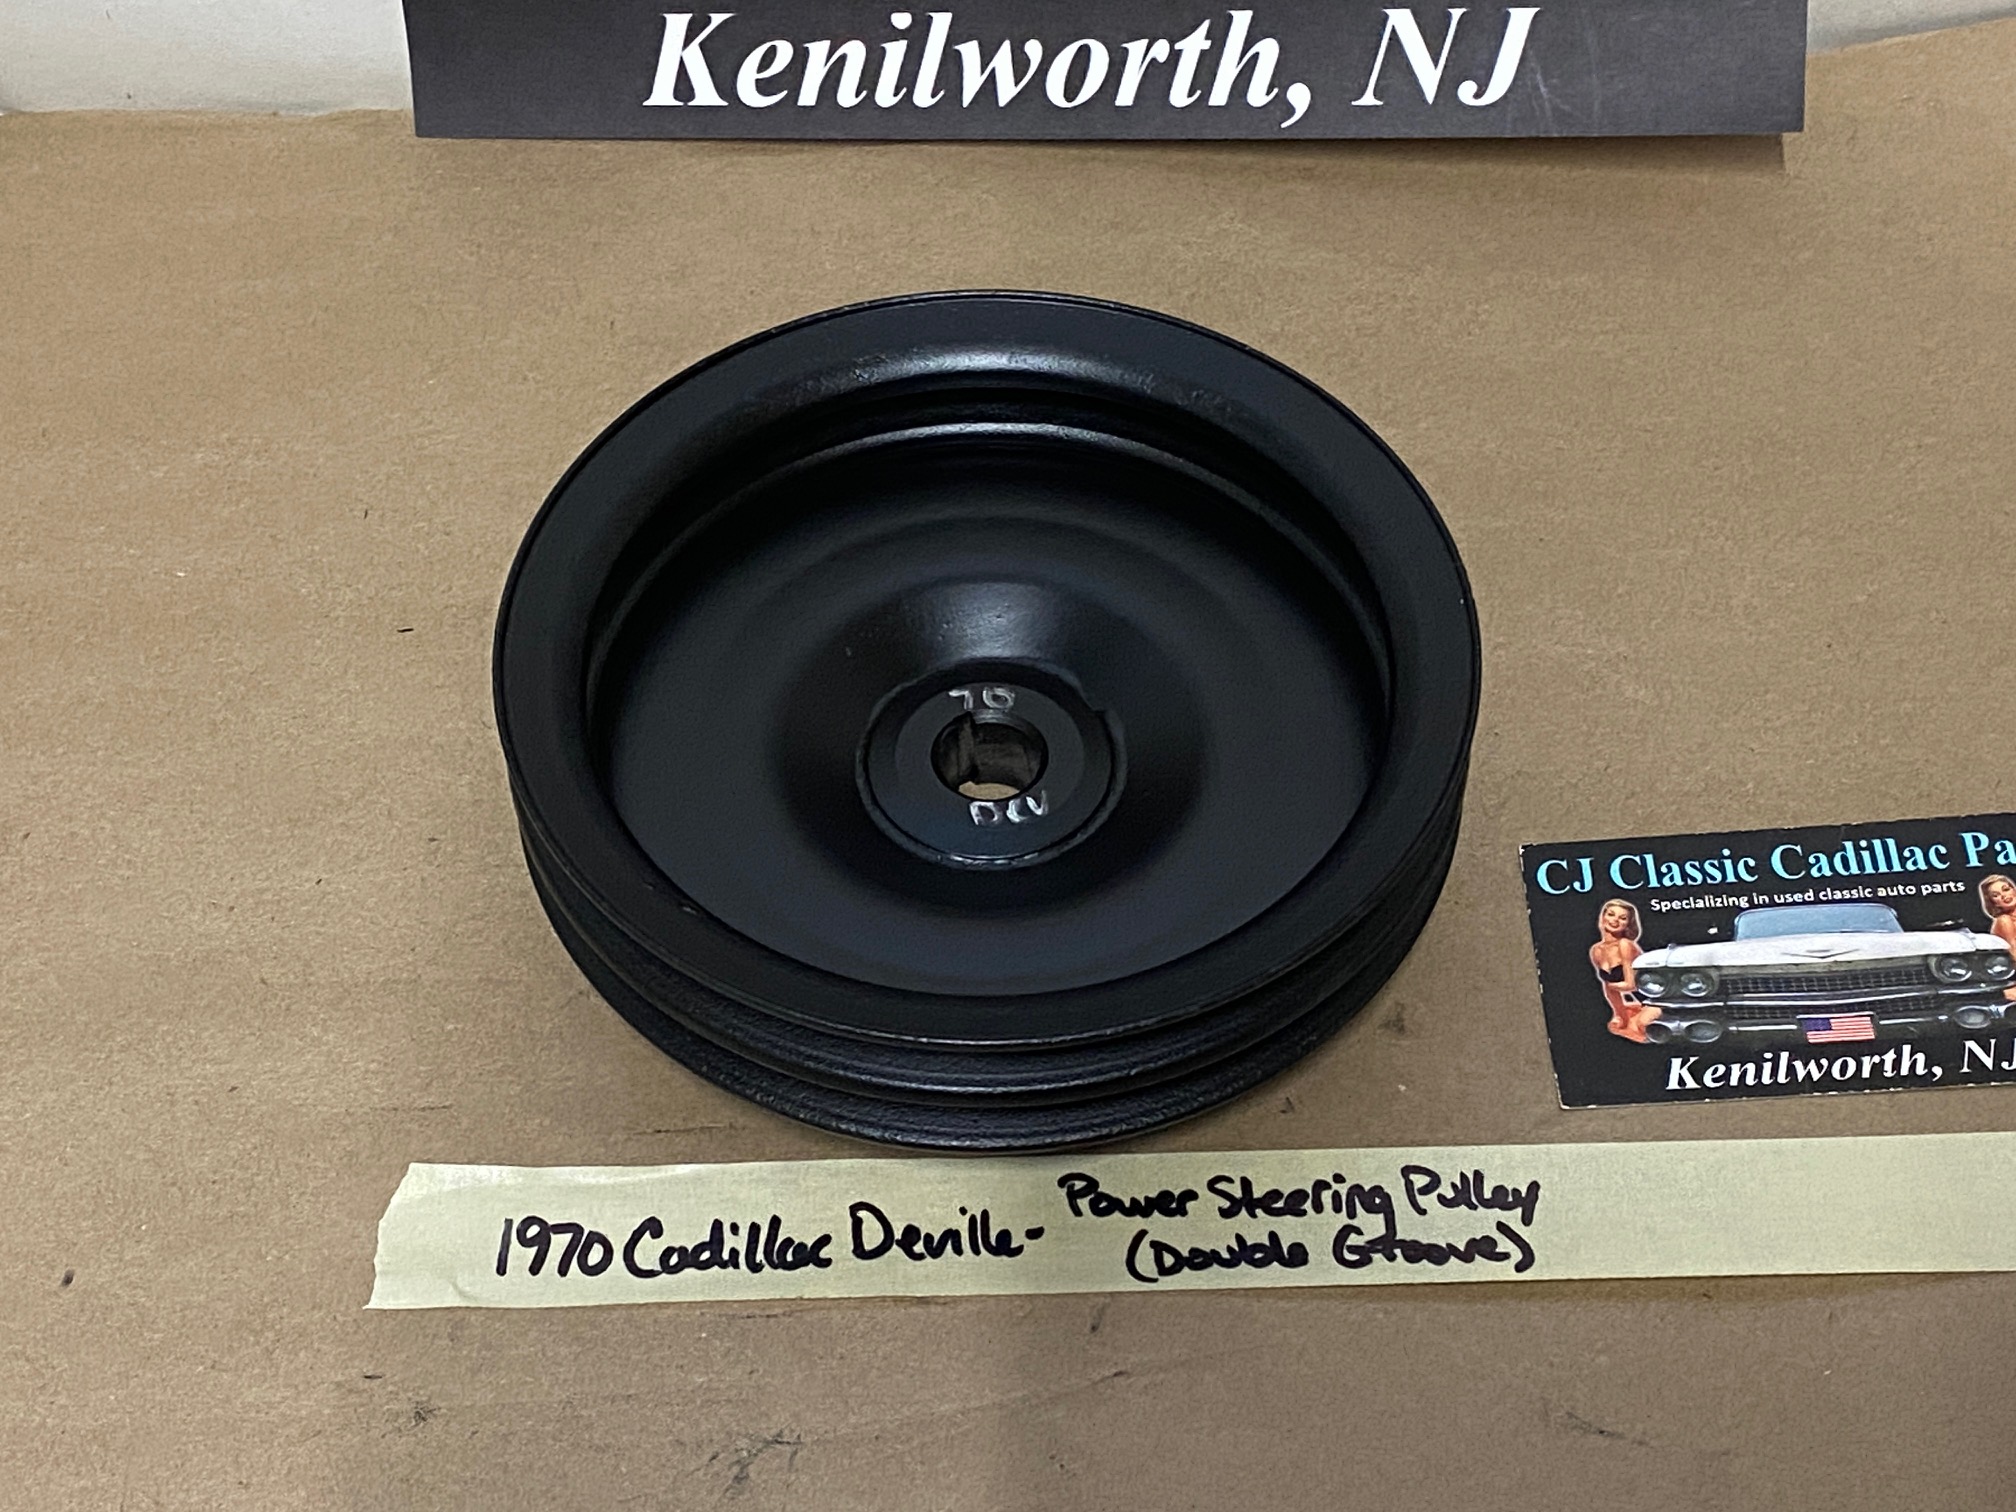 Kenilworth, NJ
70
DEV
CJ Classic Cadillac Pa
Specializing in used classic auto parts
Kenilworth, NJ
1970 Cadillac Deville- Power Steering Pulley
(Double Groove)